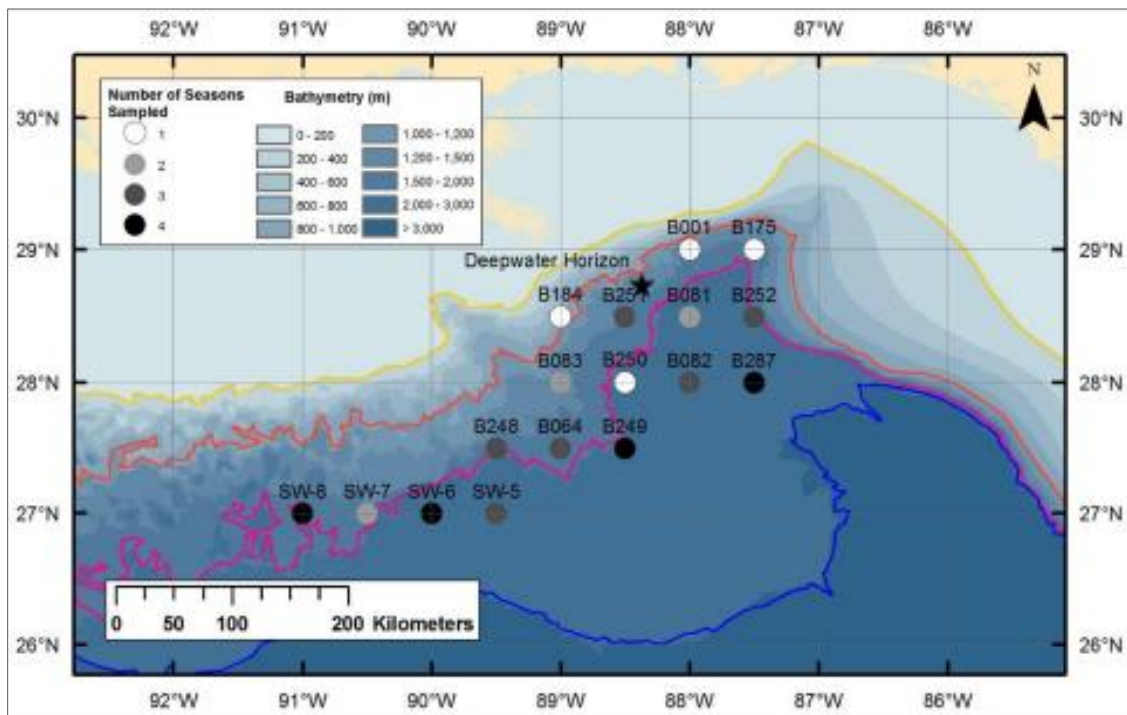 92°W 91°W 90°W 89°W 88°W 87°W 86°W
N
30°N 30°N
29°N 29°N
28°N 28°N
27°N 27°N
26°N 26°N
Number of Seasons
Sampled
1
2
3
4
Bathymetry (m)
0 - 200
200 - 400
400 - 600
600 - 800
800 - 1,000
1,000 - 1,200
1,200 - 1,500
1,500 - 2,000
2,000 - 3,000
> 3,000
B001 B175
Deepwater Horizon
B184 B251 B081 B252
B083 B250 B082 B287
B248 B064 B249
SW-8 SW-7 SW-6 SW-5
0 50 100 200 Kilometers
92°W 91°W 90°W 89°W 88°W 87°W 86°W